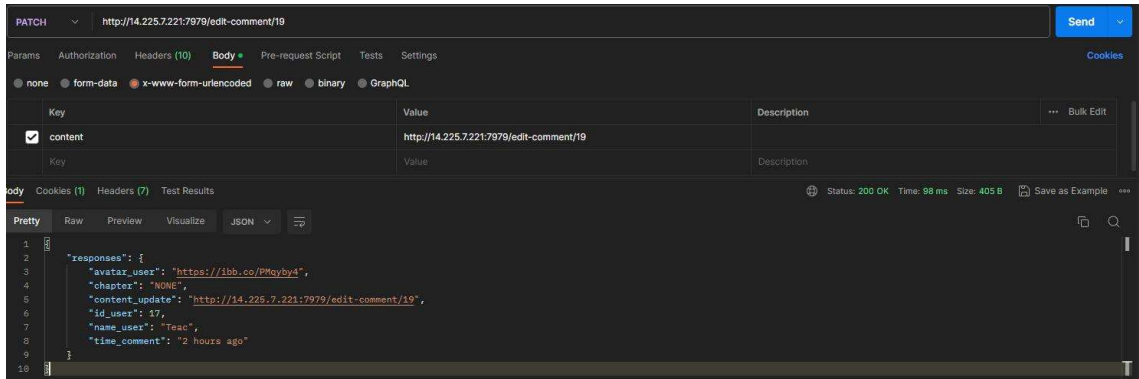 PATCH http://14.225.7.221:7979/edit-comment/19 Send
Params Authorization Headers (10) Body Pre-request Script Tests Settings Cookies
none form-data x-www-form-urlencoded raw binary GraphQL
Key Value Description ••• Bulk Edit
content http://14.225.7.221:7979/edit-comment/19
Key Value Description
ody Cookies (1) Headers (7) Test Results Status: 200 OK Time: 98 ms Size: 405 B Save as Example •••
Pretty Raw Preview Visualize JSON
1 {
2 "responses": {
3 "avatar_user": "https://ibb.co/PMqyby4",
4 "chapter": "NONE",
5 "content_update": "http://14.225.7.221:7979/edit-comment/19",
6 "id_user": 17,
7 "name_user": "Teac",
8 "time_comment": "2 hours ago"
9 }
10 }